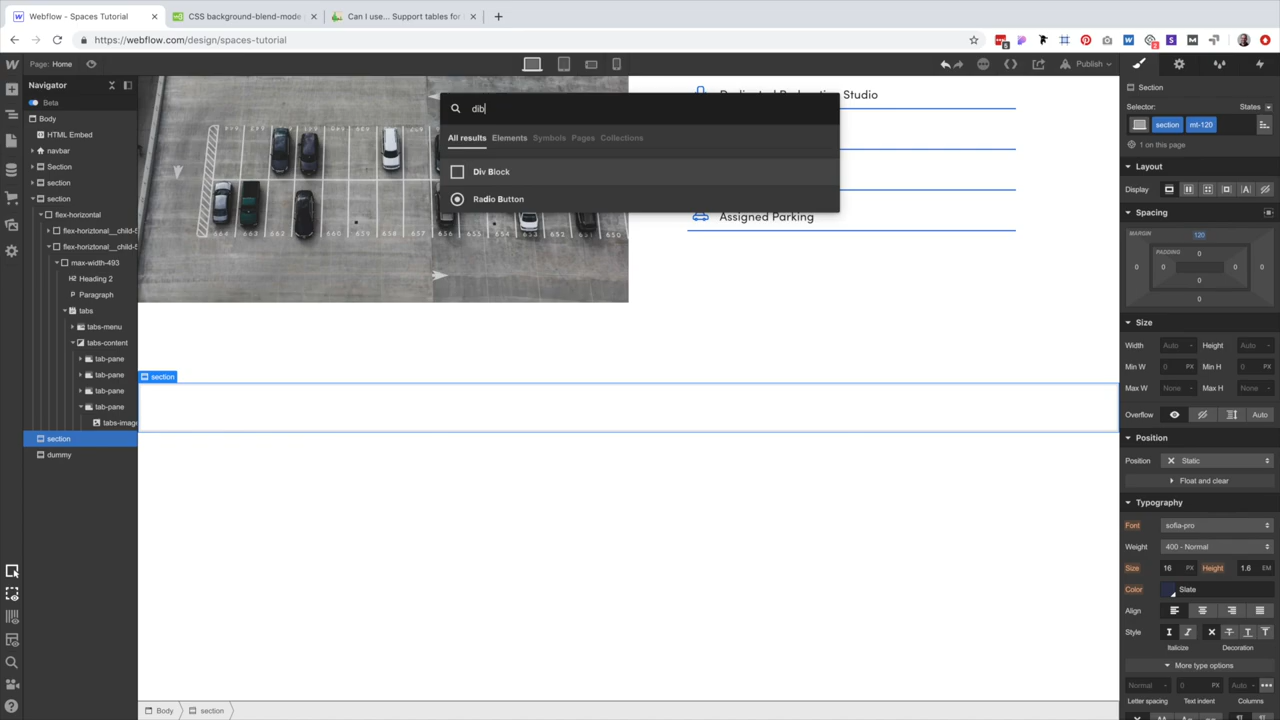 Webflow - Spaces Tutorial
CSS background-blend-mode
Can I use... Support tables for
https://webflow.com/design/spaces-tutorial
Page: Home
Publish
Navigator
Beta
Body
HTML Embed
navbar
Section
section
section
flex-horizontal
flex-horiztonal__child-5
flex-horiztonal__child-5
max-width-493
H2 Heading 2
P Paragraph
tabs
tabs-menu
tabs-content
tab-pane
tab-pane
tab-pane
tab-pane
tabs-image
section
dummy
dib
All results Elements Symbols Pages Collections
Div Block
Radio Button
Assigned Parking
section
Body
section
Section
Selector:
States
section
mt-120
1 on this page
Layout
Display
Spacing
MARGIN
120
PADDING
0
0
0
0
0
0
0
Size
Width Auto - Height Auto -
Min W 0 PX Min H 0 PX
Max W None - Max H None -
Overflow Auto
Position
Position Static
Float and clear
Typography
Font sofia-pro
Weight 400 - Normal
Size 16 PX Height 1.6 EM
Color Slate
Align
Style
Italicize Decoration
More type options
Normal - 0 PX Auto -
Letter spacing Text indent Columns